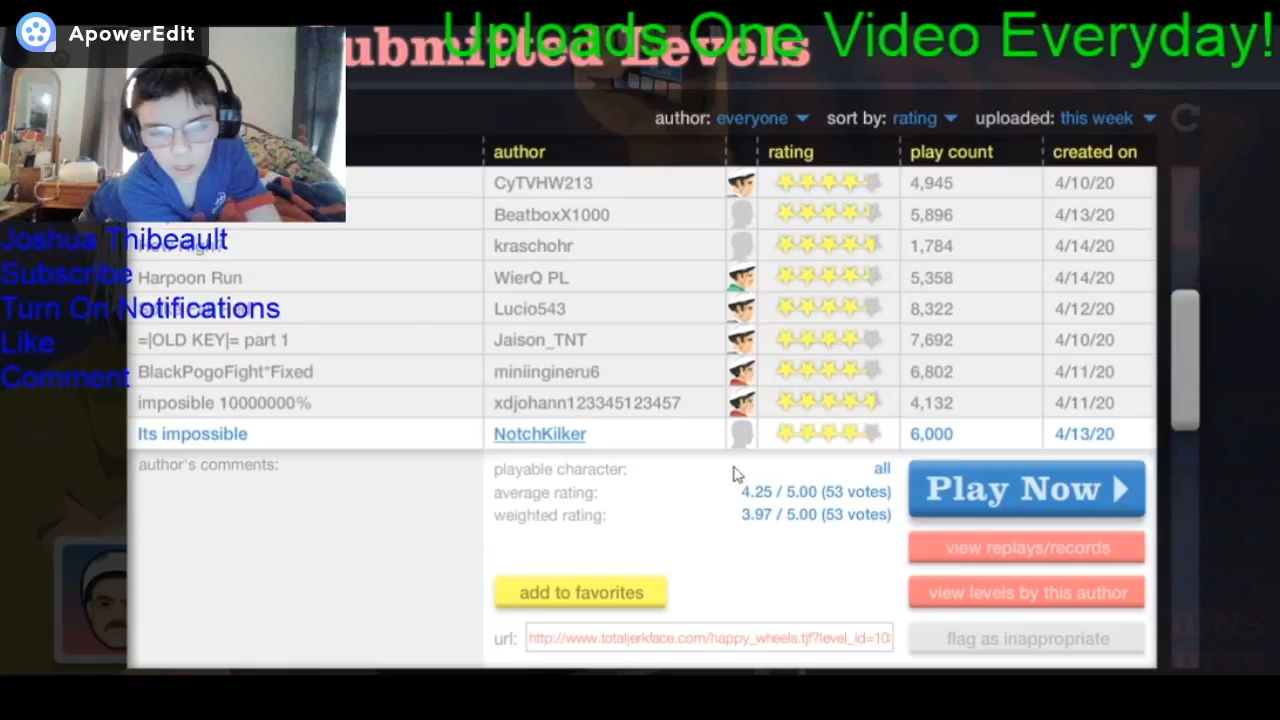 ApowerEdit
Uploads One Video Everyday!
ubmitted Levels
author: everyone sort by: rating uploaded: this week
author rating play count created on
CyTVHW213 4,945 4/10/20
BeatboxX1000 5,896 4/13/20
Joshua Thibeault
kraschohr 1,784 4/14/20
Subscribe
Harpoon Run WierQ PL 5,358 4/14/20
Turn On Notifications
Lucio543 8,322 4/12/20
Like
=|OLD KEY|= part 1 Jaison_TNT 7,692 4/10/20
Comment
BlackPogoFight*Fixed miniingineru6 6,802 4/11/20
imposible 10000000% xdjohann123345123457 4,132 4/11/20
Its impossible NotchKilker 6,000 4/13/20
author's comments:
playable character: all
average rating: 4.25 / 5.00 (53 votes)
weighted rating: 3.97 / 5.00 (53 votes)
Play Now
view replays/records
add to favorites
view levels by this author
url: http://www.totaljerkface.com/happy_wheels.tjf?level_id=10
flag as inappropriate